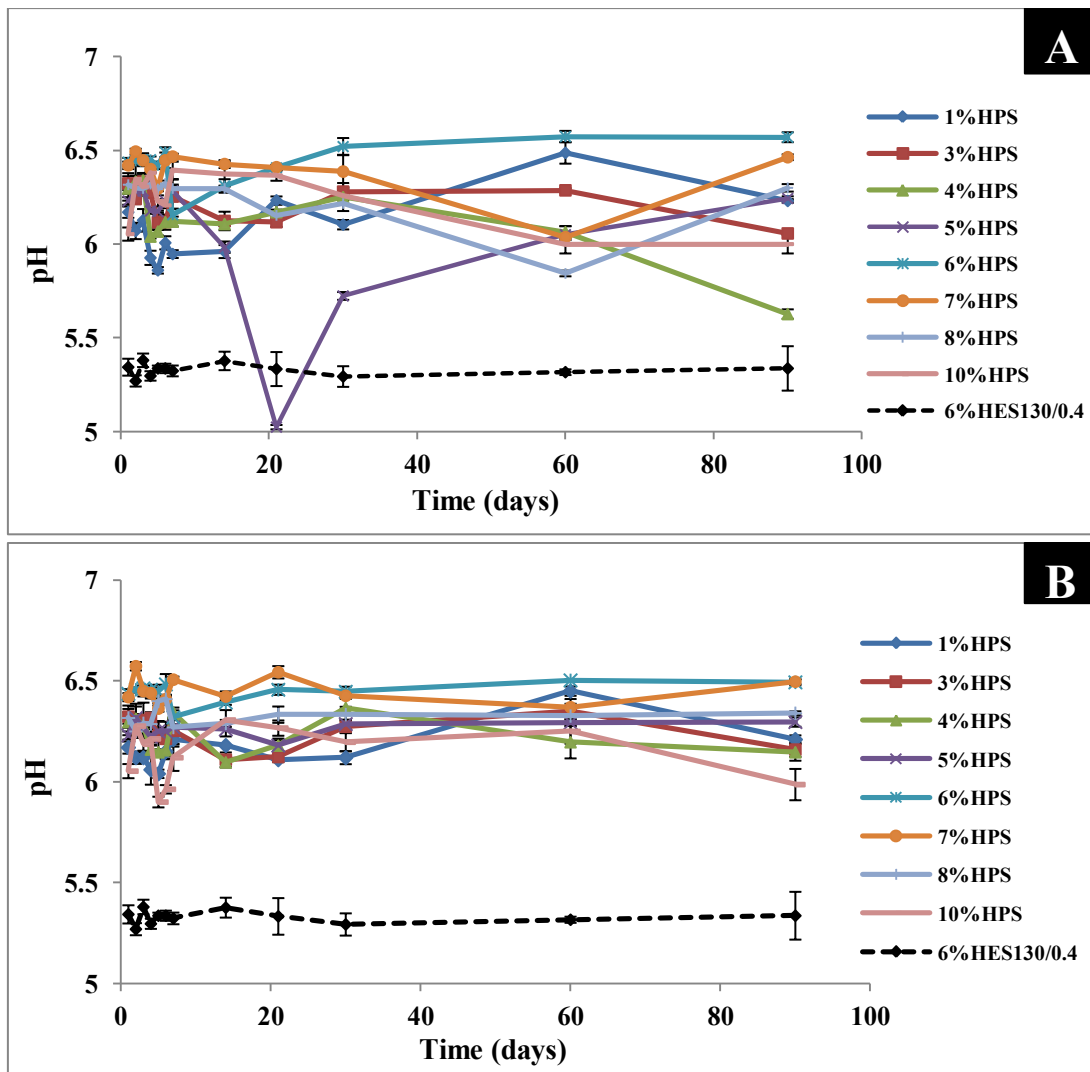 A
7
6.5
6
5.5
5
pH
0
20
40
60
80
100
Time (days)
1%HPS
3%HPS
4%HPS
5%HPS
6%HPS
7%HPS
8%HPS
10%HPS
6%HES130/0.4
B
7
6.5
6
5.5
5
pH
0
20
40
60
80
100
Time (days)
1%HPS
3%HPS
4%HPS
5%HPS
6%HPS
7%HPS
8%HPS
10%HPS
6%HES130/0.4